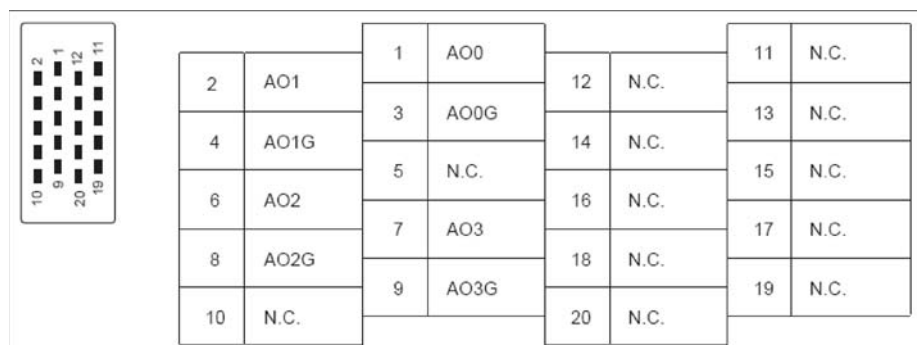 2 1 12 11
10 9 20 19
1 AO0
11 N.C.
2 AO1
12 N.C.
3 AO0G
13 N.C.
4 AO1G
14 N.C.
5 N.C.
15 N.C.
6 AO2
16 N.C.
7 AO3
17 N.C.
8 AO2G
18 N.C.
9 AO3G
19 N.C.
10 N.C.
20 N.C.